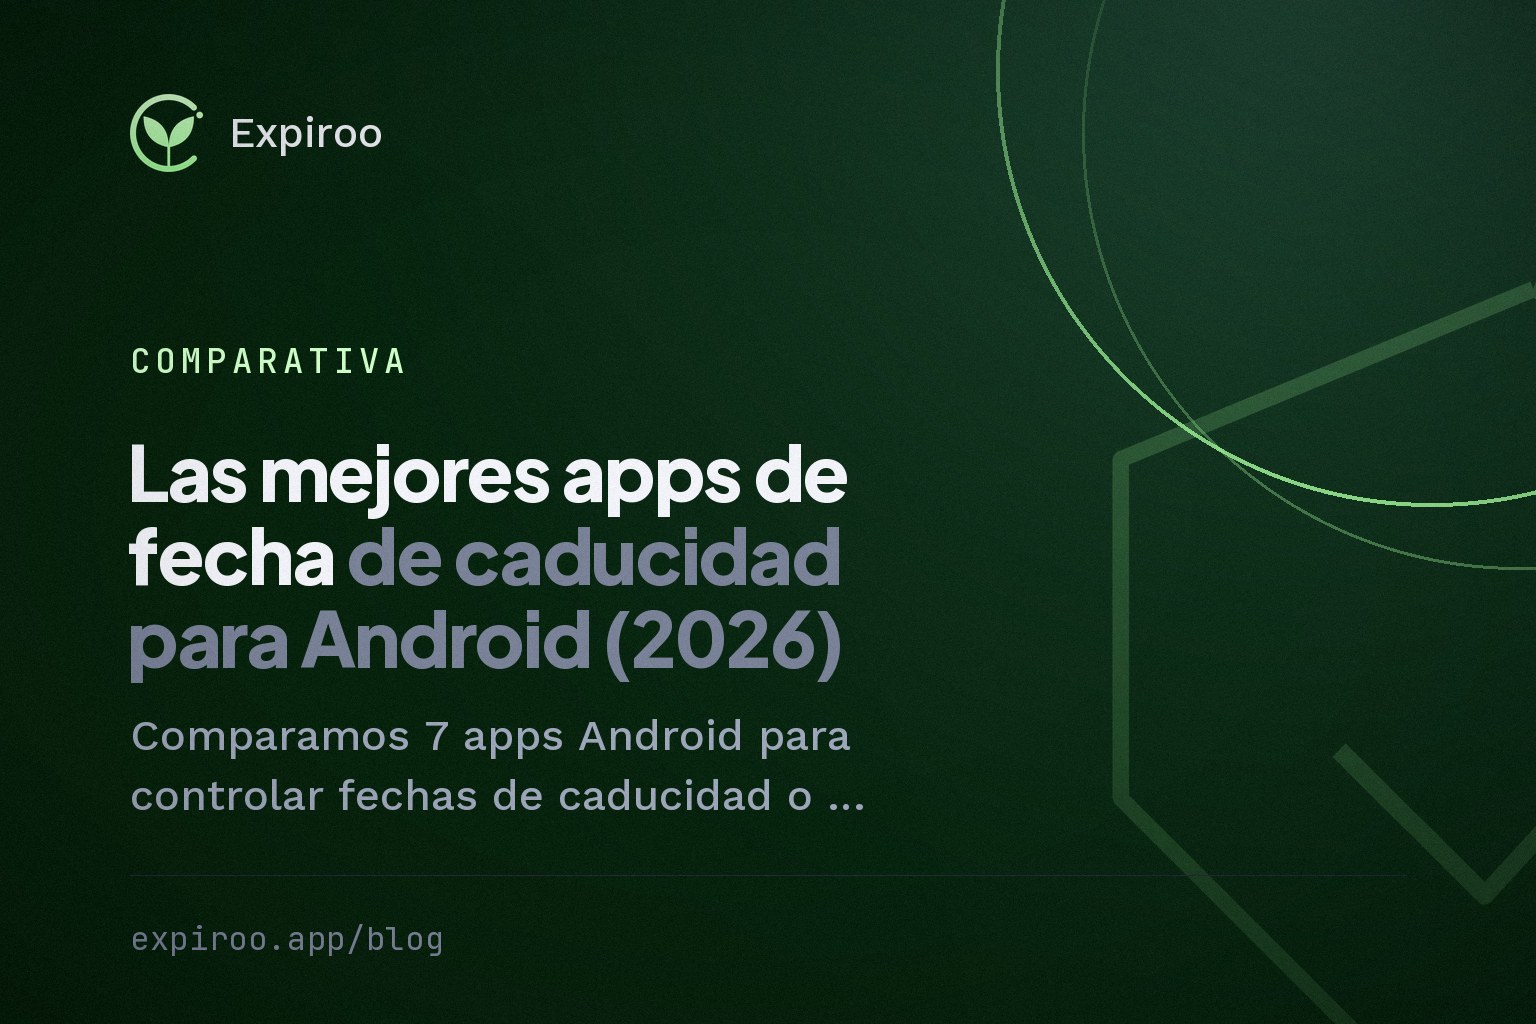 Expiroo
COMPARATIVA
Las mejores apps de
fecha de caducidad
para Android (2026)
Comparamos 7 apps Android para
controlar fechas de caducidad o ...
expiroo.app/blog